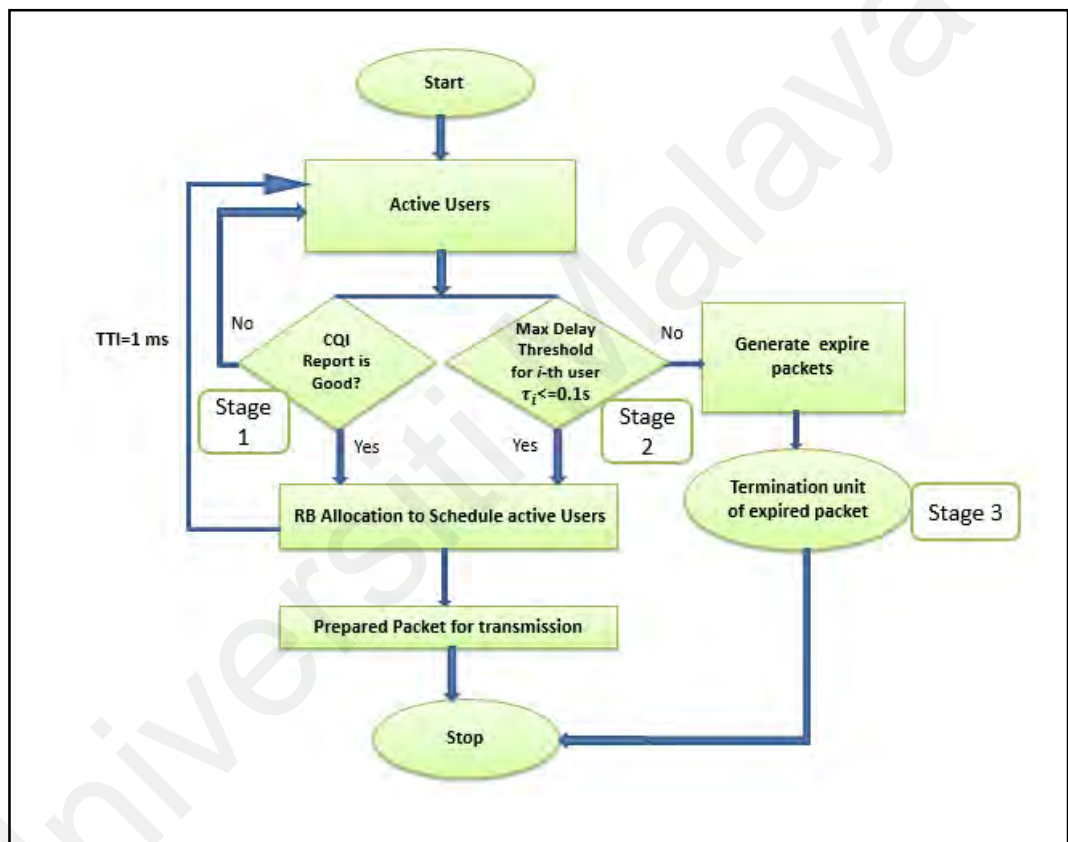 Start
Active Users
No
TTI=1 ms
CQI
Report is
Good?
Max Delay
Threshold
for i-th user
τᵢ<=0.1s
No
Generate expire
packets
Stage
1
Yes
Yes
Stage
2
RB Allocation to Schedule active Users
Termination unit
of expired packet
Stage 3
Prepared Packet for transmission
Stop
Universiti Malaya